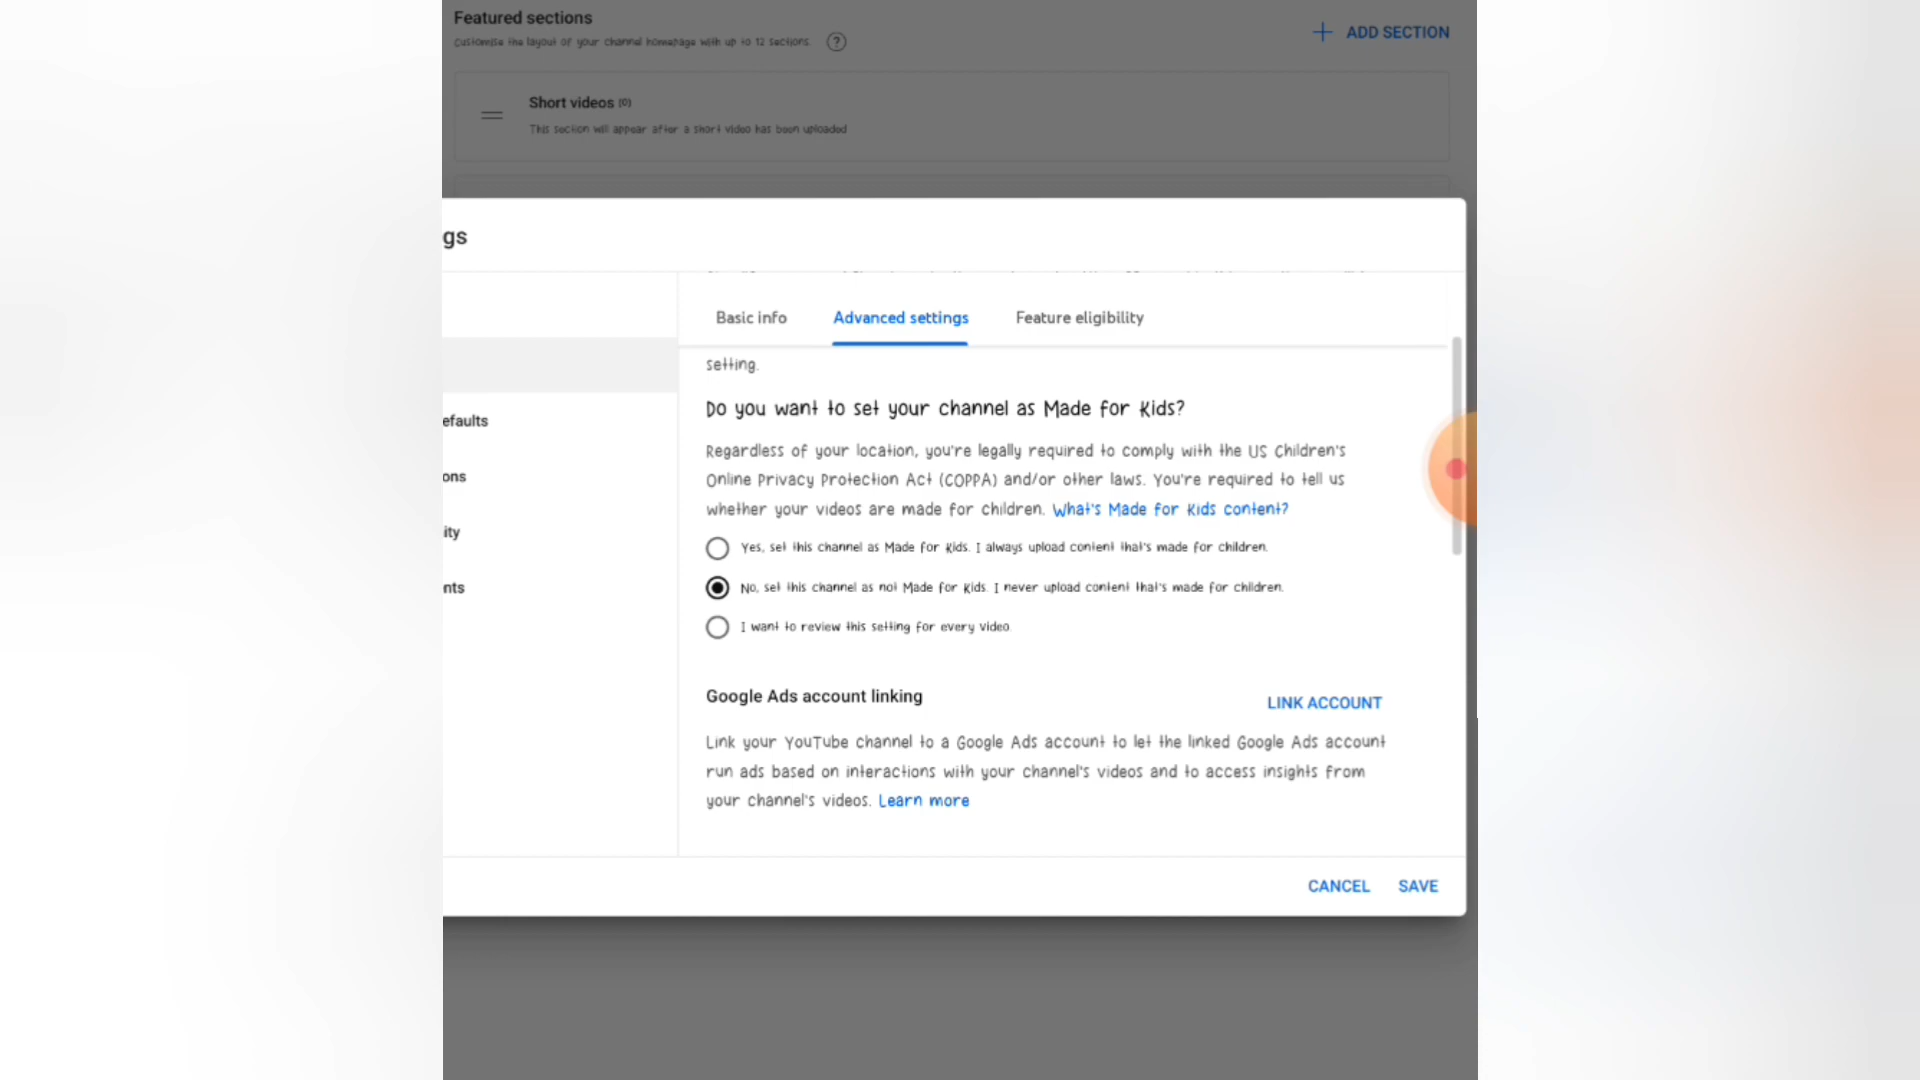 Featured sections
Customise the layout of your channel homepage with up to 12 sections.
?
ADD SECTION
Short videos (0)
This section will appear after a short video has been uploaded
gs
Basic info
Advanced settings
Feature eligibility
efaults
ons
ity
nts
setting.
Do you want to set your channel as Made for Kids?
Regardless of your location, you're legally required to comply with the US Children's
Online Privacy Protection Act (COPPA) and/or other laws. You're required to tell us
whether your videos are made for children. What's Made for Kids content?
Yes, set this channel as Made for Kids. I always upload content that's made for children.
No, set this channel as not Made for Kids. I never upload content that's made for children.
I want to review this setting for every video.
Google Ads account linking
LINK ACCOUNT
Link your YouTube channel to a Google Ads account to let the linked Google Ads account
run ads based on interactions with your channel's videos and to access insights from
your channel's videos. Learn more
CANCEL
SAVE